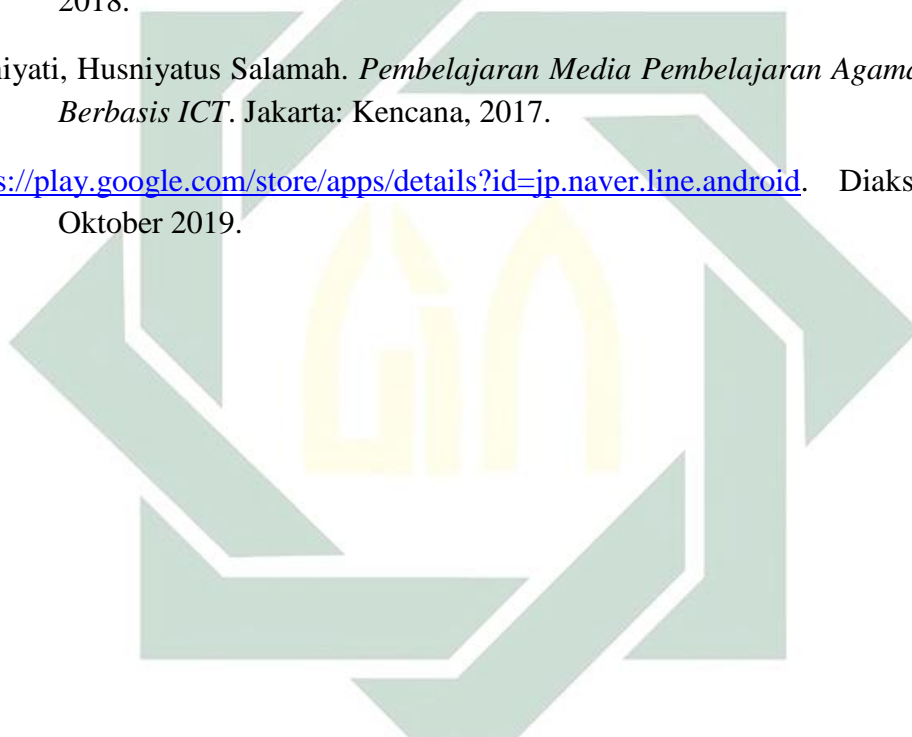 2018.
niyati, Husniyatus Salamah. Pembelajaran Media Pembelajaran Agama
Berbasis ICT. Jakarta: Kencana, 2017.
s://play.google.com/store/apps/details?id=jp.naver.line.android. Diaks
Oktober 2019.